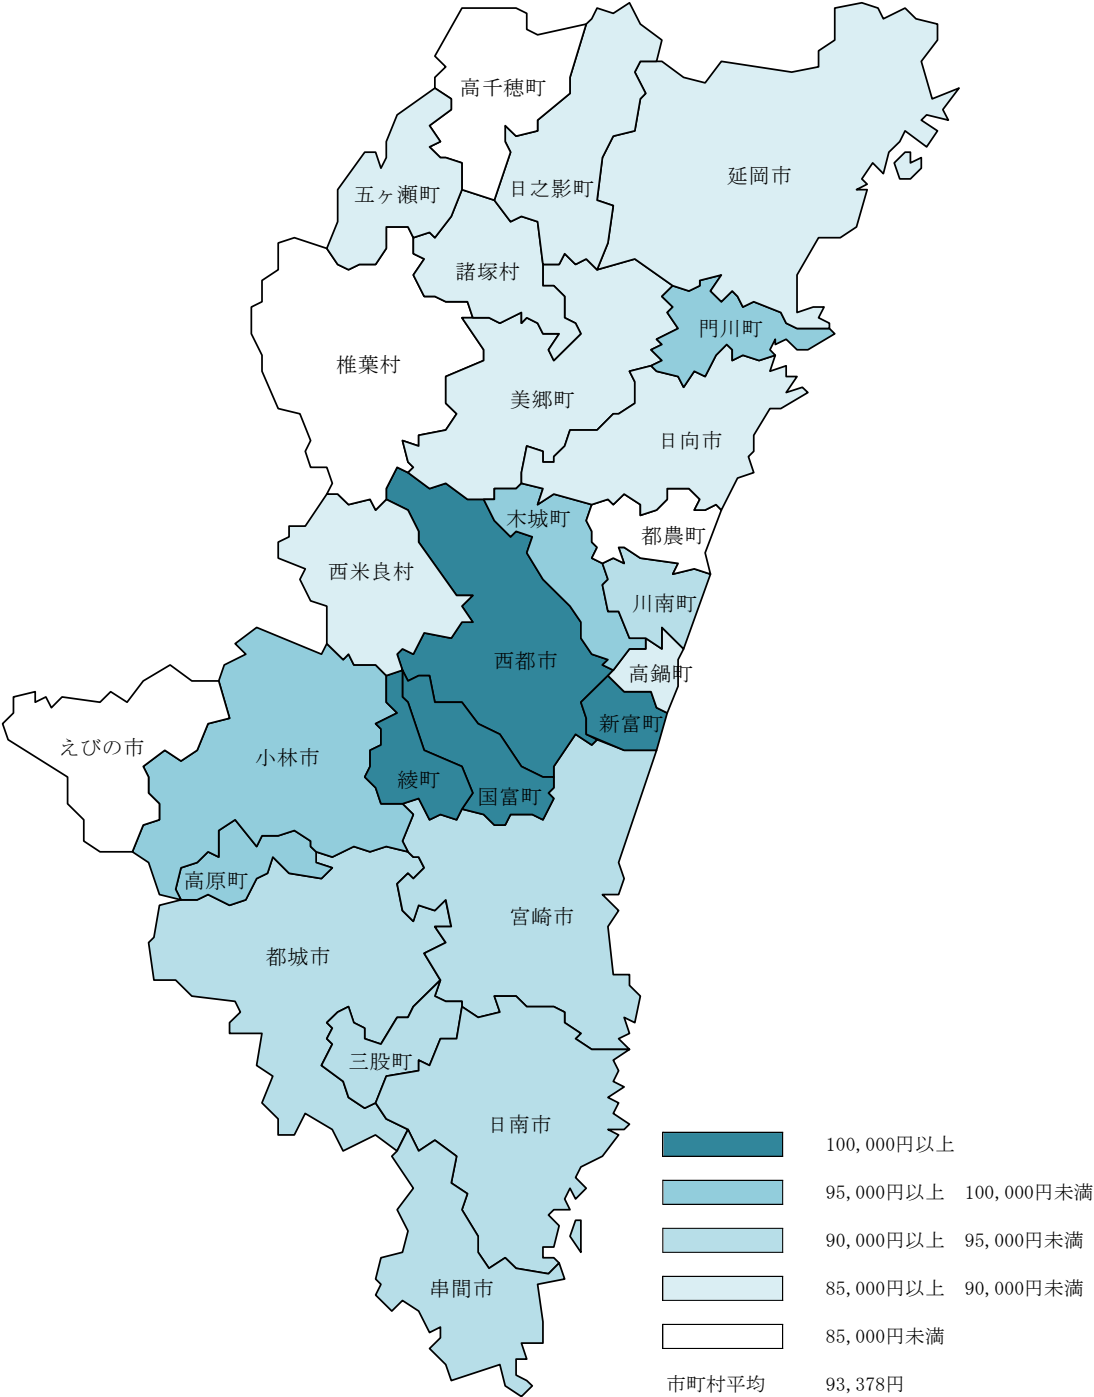 高千穂町
延岡市
日之影町
五ヶ瀬町
諸塚村
門川町
椎葉村
美郷町
日向市
木城町
都農町
西米良村
川南町
西都市
高鍋町
新富町
えびの市
小林市
綾町
国富町
高原町
宮崎市
都城市
三股町
日南市
串間市
100,000円以上
95,000円以上 100,000円未満
90,000円以上 95,000円未満
85,000円以上 90,000円未満
85,000円未満
市町村平均 93,378円